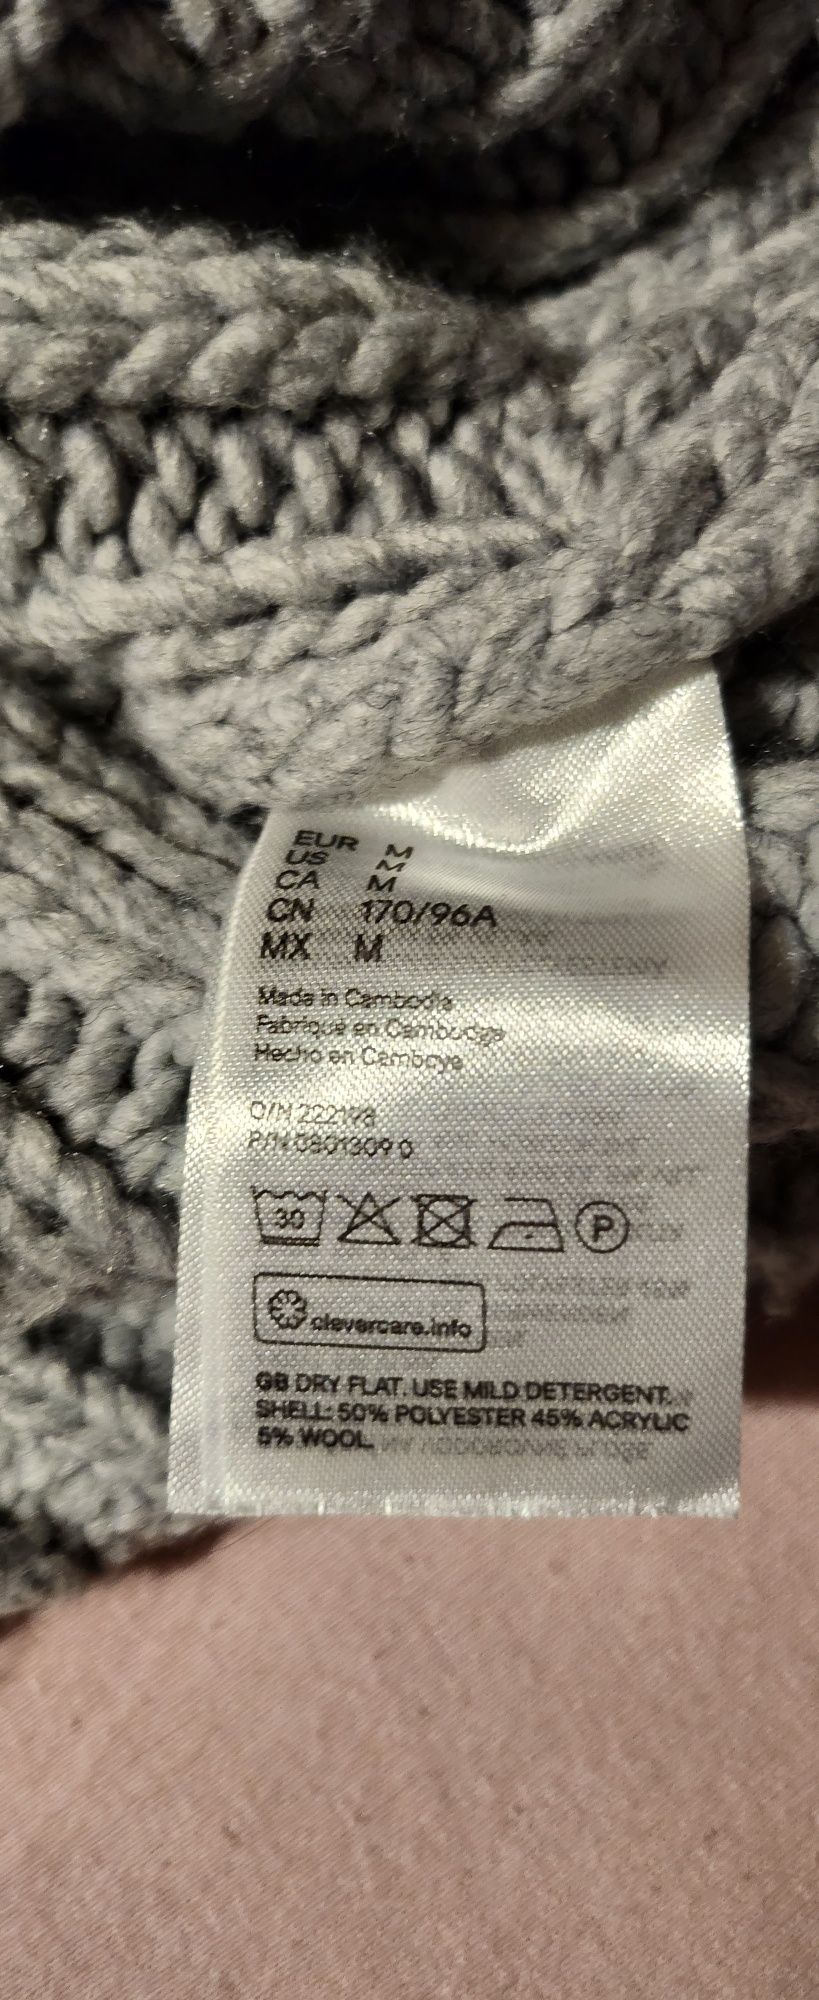 EUR M
US M
CA M
CN 170/96A
MX M
Made in Cambodia
Fabriqué en Cambodge
Hecho en Camboya
O/N 222198
P/N 0801309 0
30
P
clevercare.info
GB DRY FLAT. USE MILD DETERGENT.
SHELL: 50% POLYESTER 45% ACRYLIC
5% WOOL